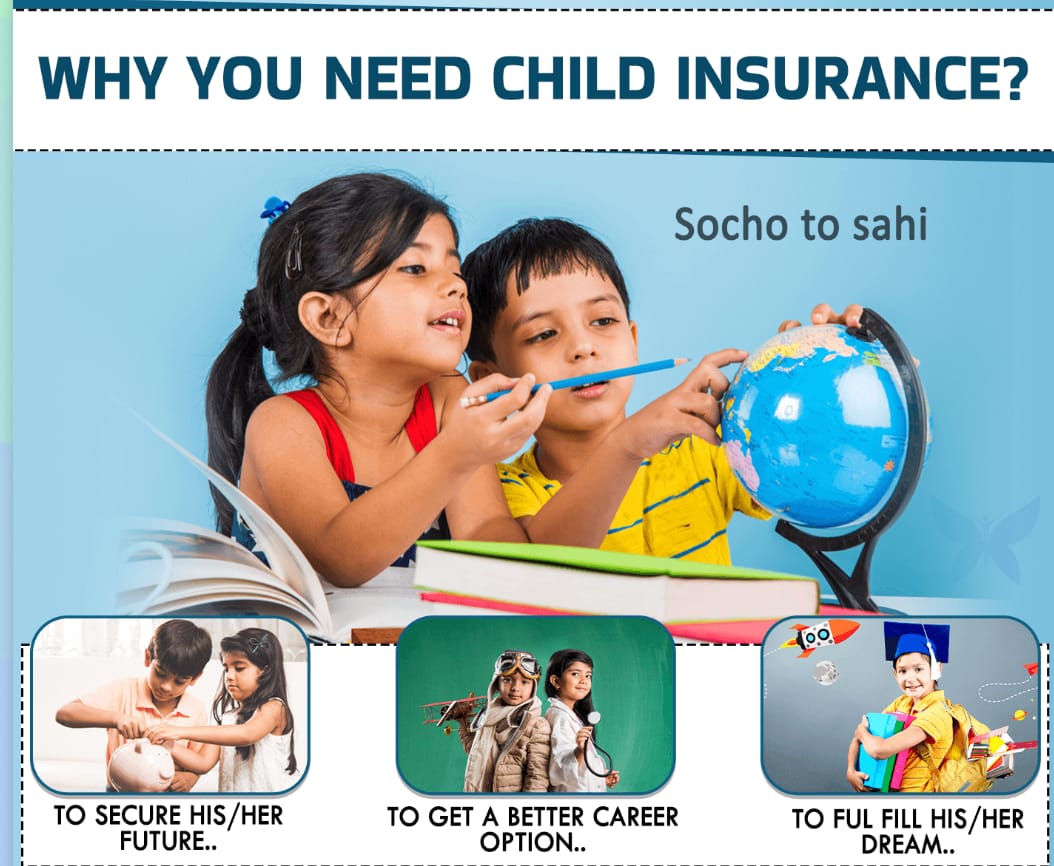 WHY YOU NEED CHILD INSURANCE?
Socho to sahi
TO SECURE HIS/HER
FUTURE..
TO GET A BETTER CAREER
OPTION..
TO FUL FILL HIS/HER
DREAM..